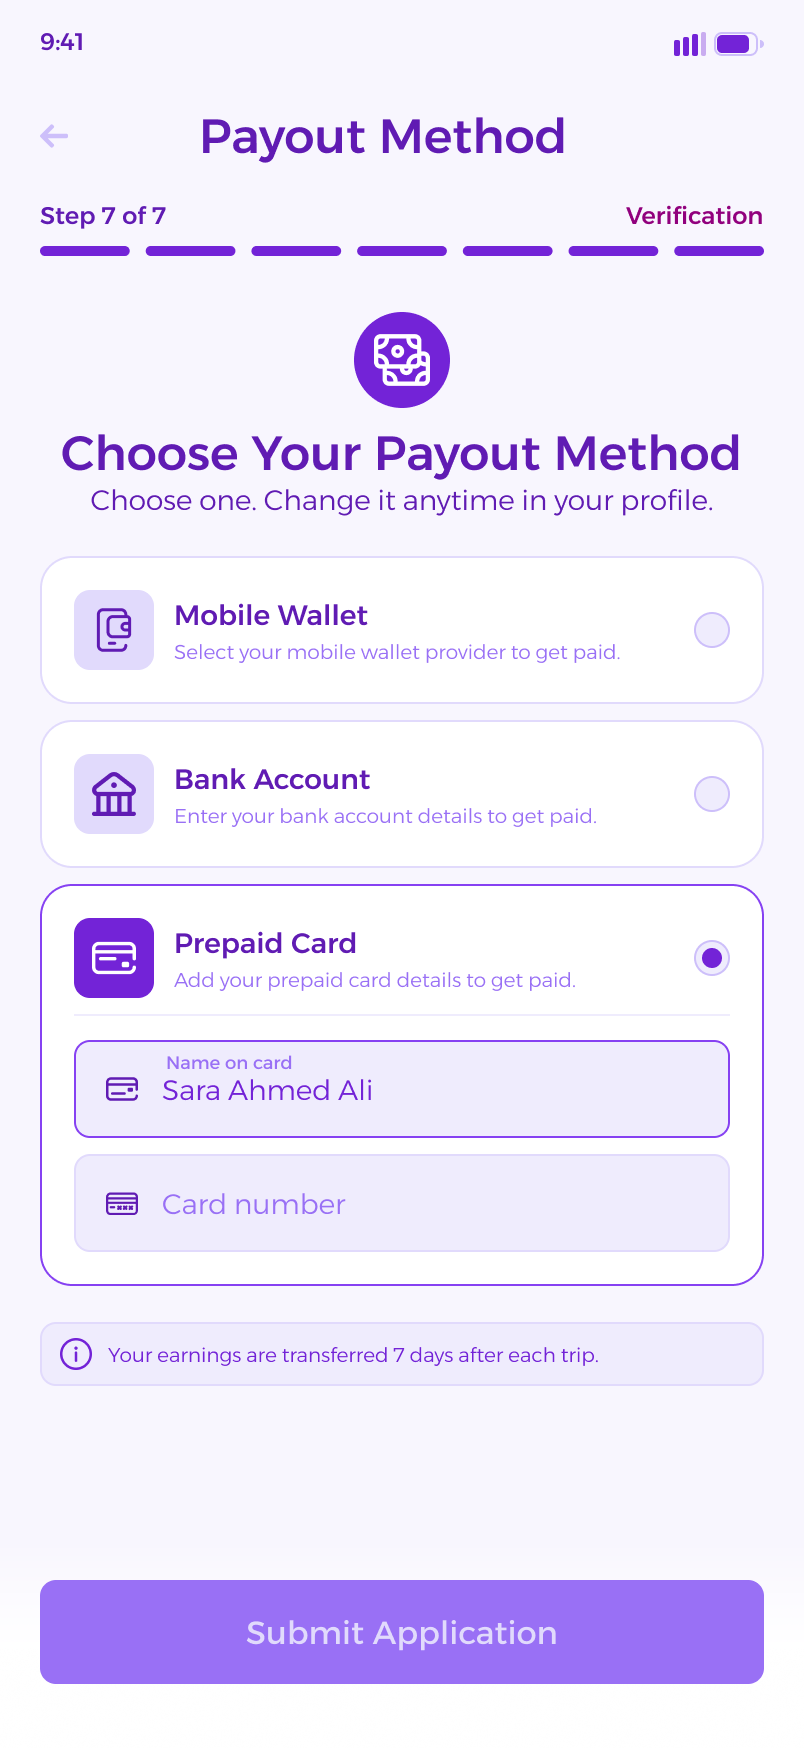 9:41
Payout Method
Step 7 of 7
Verification
Choose Your Payout Method
Choose one. Change it anytime in your profile.
Mobile Wallet
Select your mobile wallet provider to get paid.
Bank Account
Enter your bank account details to get paid.
Prepaid Card
Add your prepaid card details to get paid.
Name on card
Sara Ahmed Ali
Card number
Your earnings are transferred 7 days after each trip.
Submit Application